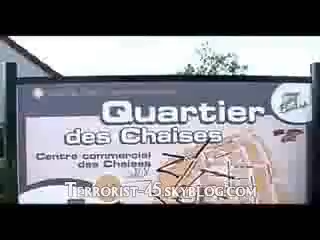 Quartier
des Chaises
Centre commercial
des Chaises
Terrorist-45.skyblog.com